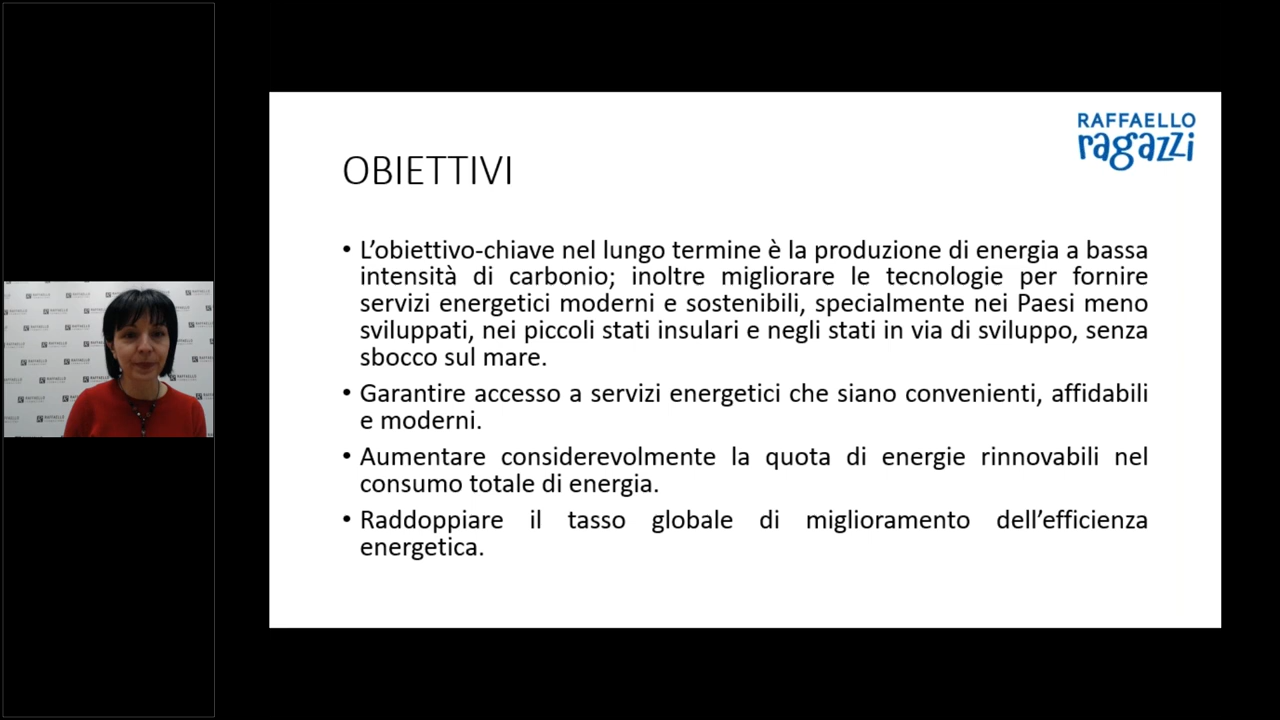 RAFFAELLO
ragazzi
OBIETTIVI
• L’obiettivo-chiave nel lungo termine è la produzione di energia a bassa
intensità di carbonio; inoltre migliorare le tecnologie per fornire
servizi energetici moderni e sostenibili, specialmente nei Paesi meno
sviluppati, nei piccoli stati insulari e negli stati in via di sviluppo, senza
sbocco sul mare.
• Garantire accesso a servizi energetici che siano convenienti, affidabili
e moderni.
• Aumentare considerevolmente la quota di energie rinnovabili nel
consumo totale di energia.
• Raddoppiare il tasso globale di miglioramento dell’efficienza
energetica.